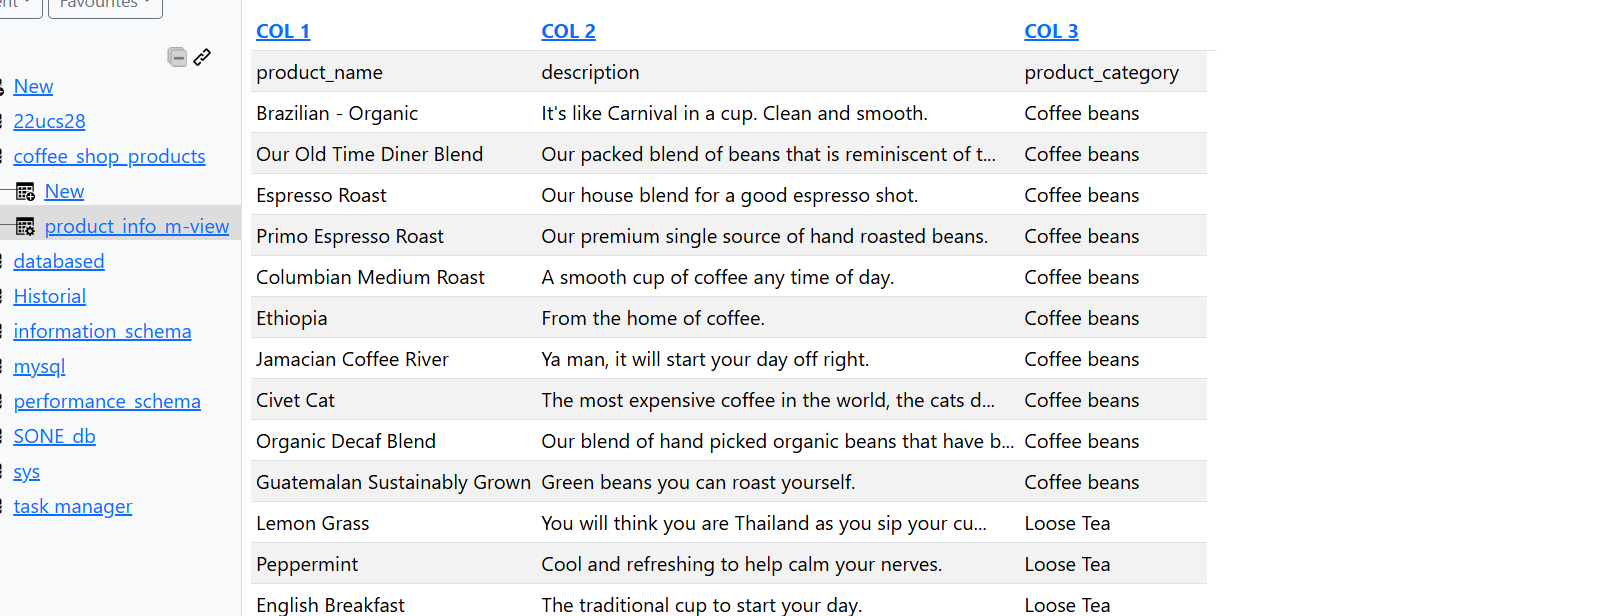 Favourites
New
22ucs28
coffee_shop_products
New
product_info_m-view
databased
Historial
information_schema
mysql
performance_schema
SONE_db
sys
task manager
COL 1 COL 2 COL 3
product_name description product_category
Brazilian - Organic It's like Carnival in a cup. Clean and smooth. Coffee beans
Our Old Time Diner Blend Our packed blend of beans that is reminiscent of t... Coffee beans
Espresso Roast Our house blend for a good espresso shot. Coffee beans
Primo Espresso Roast Our premium single source of hand roasted beans. Coffee beans
Columbian Medium Roast A smooth cup of coffee any time of day. Coffee beans
Ethiopia From the home of coffee. Coffee beans
Jamacian Coffee River Ya man, it will start your day off right. Coffee beans
Civet Cat The most expensive coffee in the world, the cats d... Coffee beans
Organic Decaf Blend Our blend of hand picked organic beans that have b... Coffee beans
Guatemalan Sustainably Grown Green beans you can roast yourself. Coffee beans
Lemon Grass You will think you are Thailand as you sip your cu... Loose Tea
Peppermint Cool and refreshing to help calm your nerves. Loose Tea
English Breakfast The traditional cup to start your day. Loose Tea